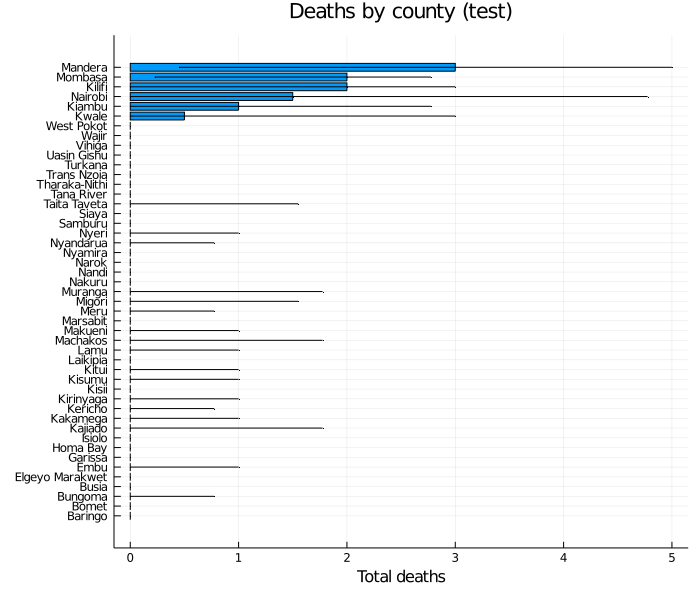 Deaths by county (test)
Mandera
Mombasa
Kilifi
Nairobi
Kiambu
Kwale
West Pokot
Wajir
Vihiga
Uasin Gishu
Turkana
Trans Nzoia
Tharaka-Nithi
Tana River
Taita Taveta
Siaya
Samburu
Nyeri
Nyandarua
Nyamira
Narok
Nandi
Nakuru
Muranga
Migori
Meru
Marsabit
Makueni
Machakos
Lamu
Laikipia
Kitui
Kisumu
Kisii
Kirinyaga
Kericho
Kakamega
Kajiado
Isiolo
Homa Bay
Garissa
Embu
Elgeyo Marakwet
Busia
Bungoma
Bomet
Baringo
0 1 2 3 4 5
Total deaths